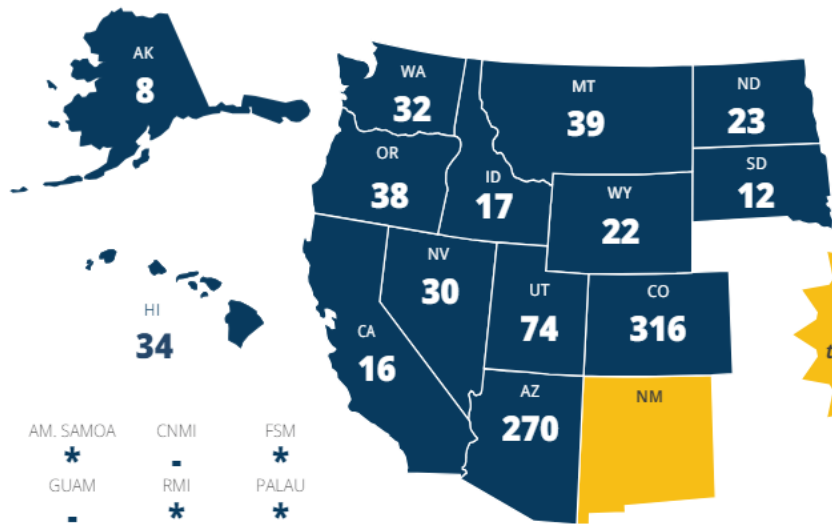 AK
8
WA
32
MT
39
ND
23
OR
38
ID
17
SD
12
WY
22
NV
30
UT
74
CO
316
HI
34
CA
16
AZ
270
NM
AM. SAMOA
*
CNMI
-
FSM
*
GUAM
-
RMI
*
PALAU
*